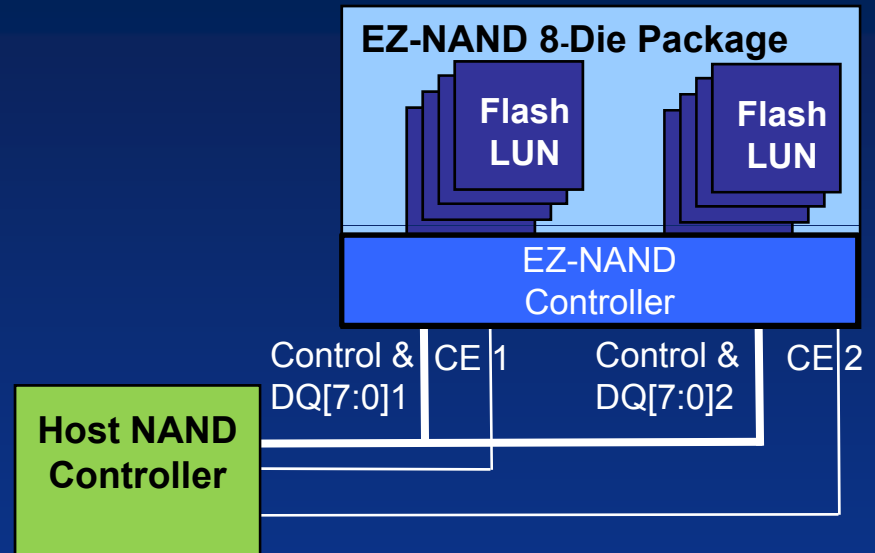 EZ-NAND 8-Die Package
Flash
LUN
Flash
LUN
EZ-NAND
Controller
Control &
DQ[7:0]1
CE 1
Control &
DQ[7:0]2
CE 2
Host NAND
Controller